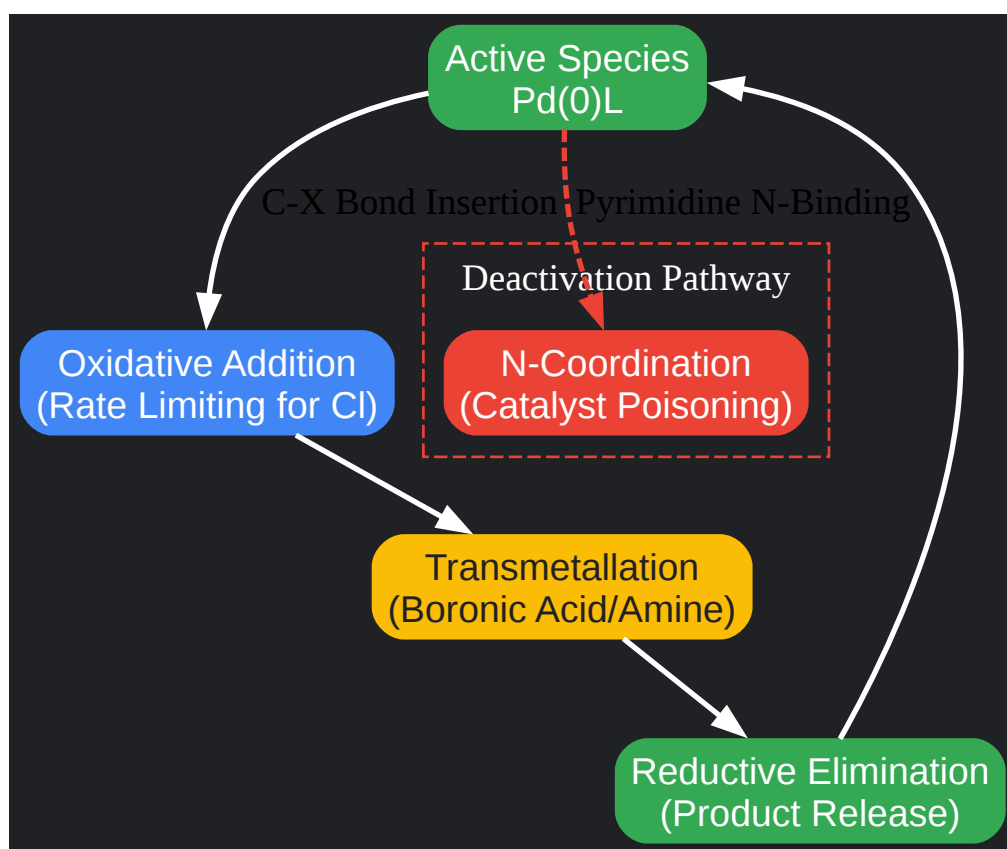 Active Species
Pd(0)L
C-X Bond Insertion
Pyrimidine N-Binding
Deactivation Pathway
Oxidative Addition
(Rate Limiting for Cl)
N-Coordination
(Catalyst Poisoning)
Transmetallation
(Boronic Acid/Amine)
Reductive Elimination
(Product Release)